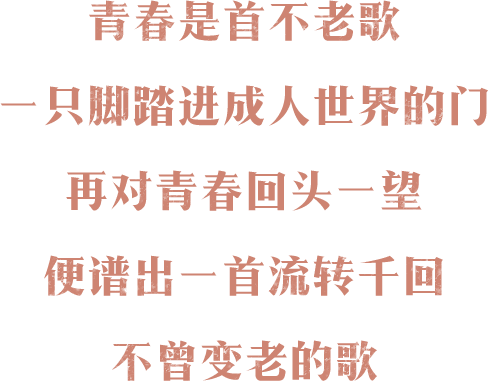 青春是首不老歌
一只脚踏进成人世界的门
再对青春回头一望
便谱出一首流转千回
不曾变老的歌